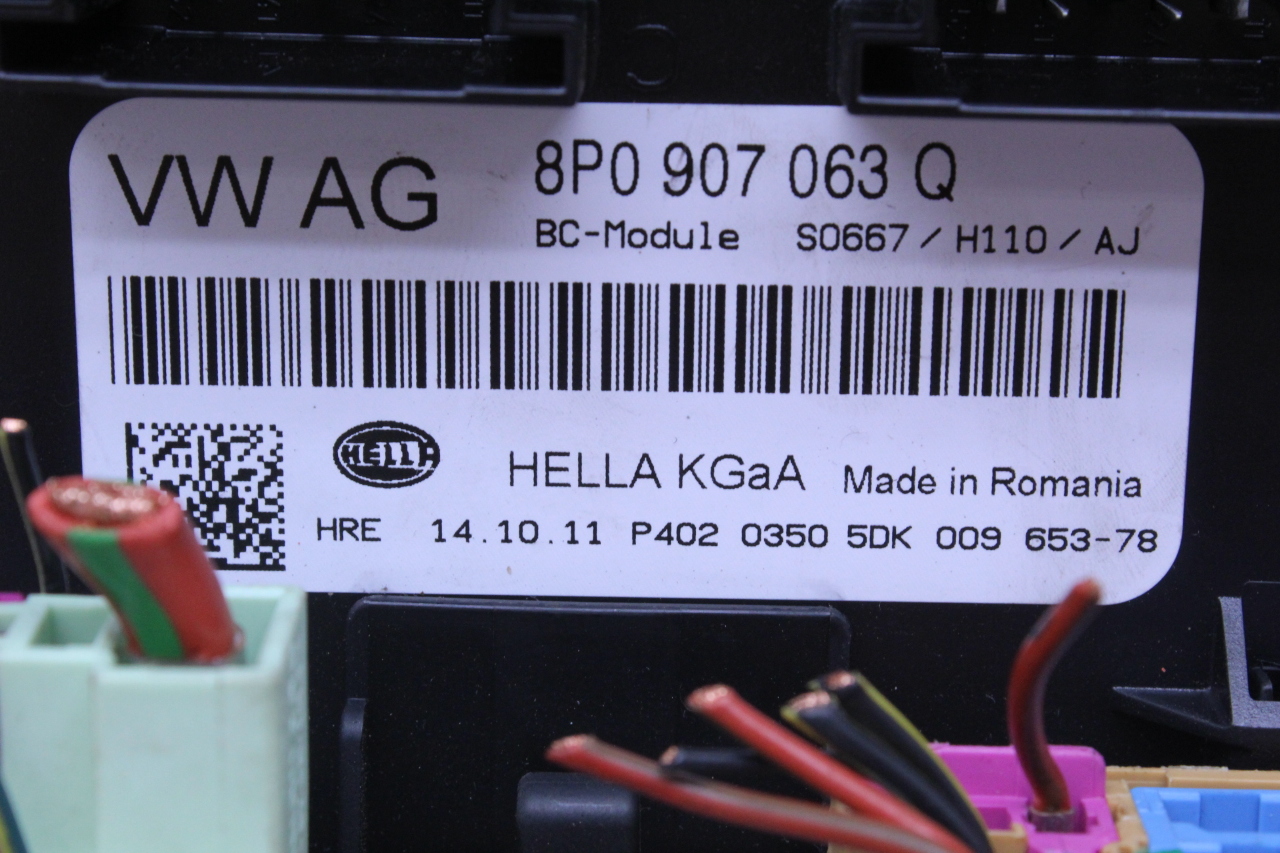 VW AG 8P0 907 063 Q
BC-Module S0667 / H110 / AJ
HELLA HELLA KGaA Made in Romania
HRE 14.10.11 P402 0350 5DK 009 653-78